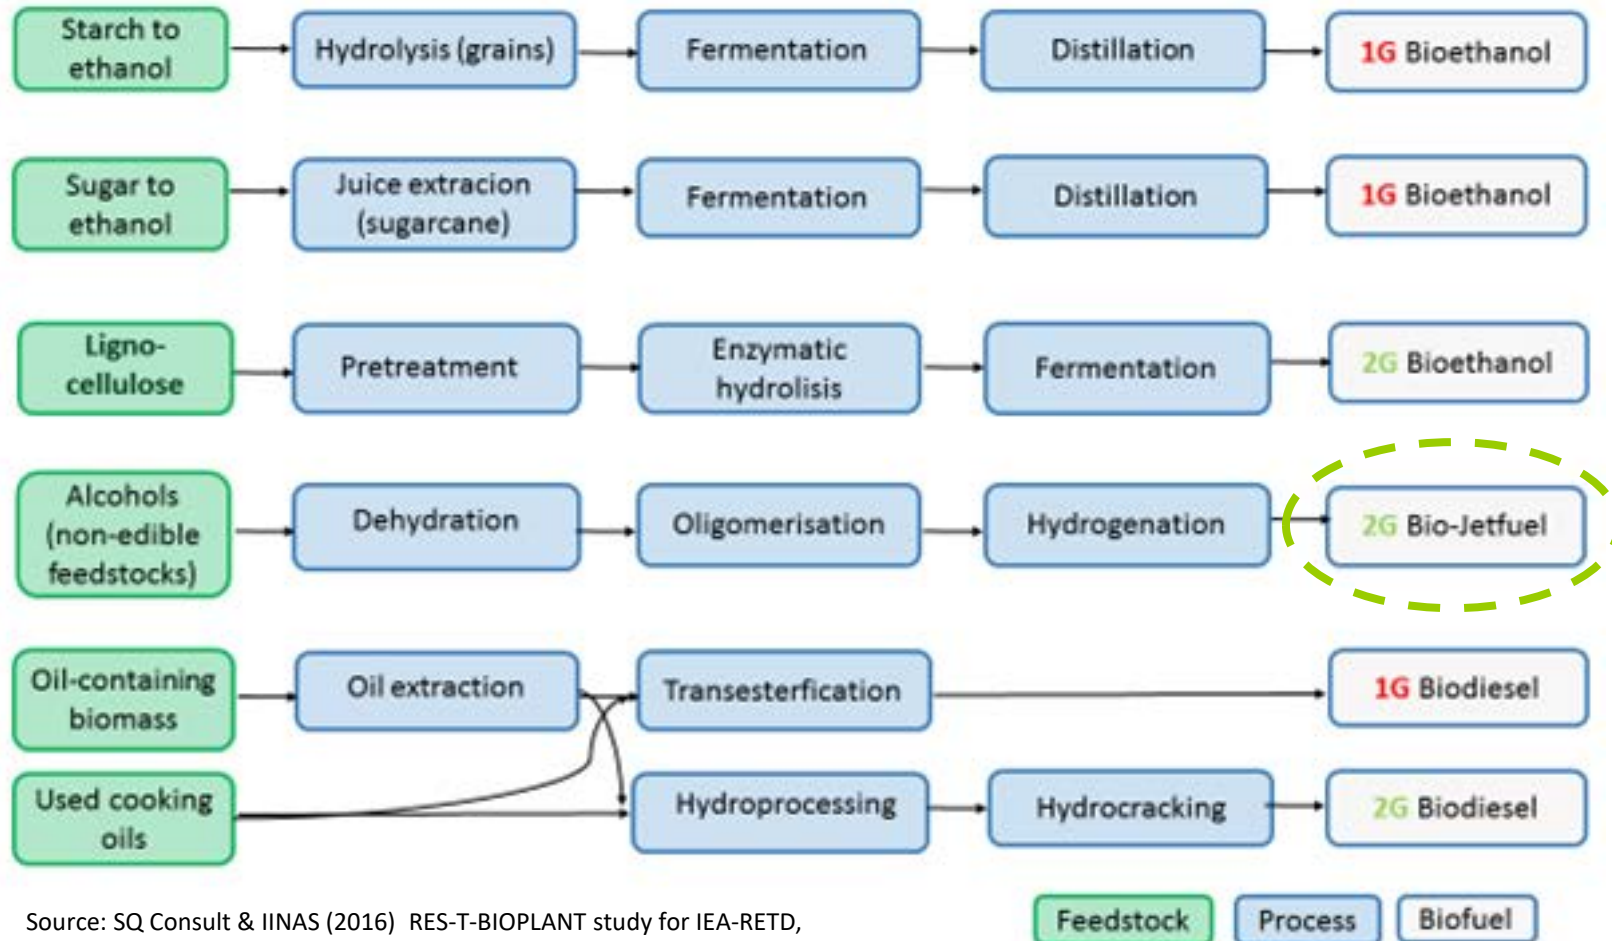 Starch to
ethanol
Hydrolysis (grains)
Fermentation
Distillation
1G Bioethanol
Sugar to
ethanol
Juice extracion
(sugarcane)
Fermentation
Distillation
1G Bioethanol
Ligno-
cellulose
Pretreatment
Enzymatic
hydrolisis
Fermentation
2G Bioethanol
Alcohols
(non-edible
feedstocks)
Dehydration
Oligomerisation
Hydrogenation
2G Bio-Jetfuel
Oil-containing
biomass
Oil extraction
Transesterfication
1G Biodiesel
Used cooking
oils
Hydroprocessing
Hydrocracking
2G Biodiesel
Source: SQ Consult & IINAS (2016) RES-T-BIOPLANT study for IEA-RETD,
Feedstock
Process
Biofuel